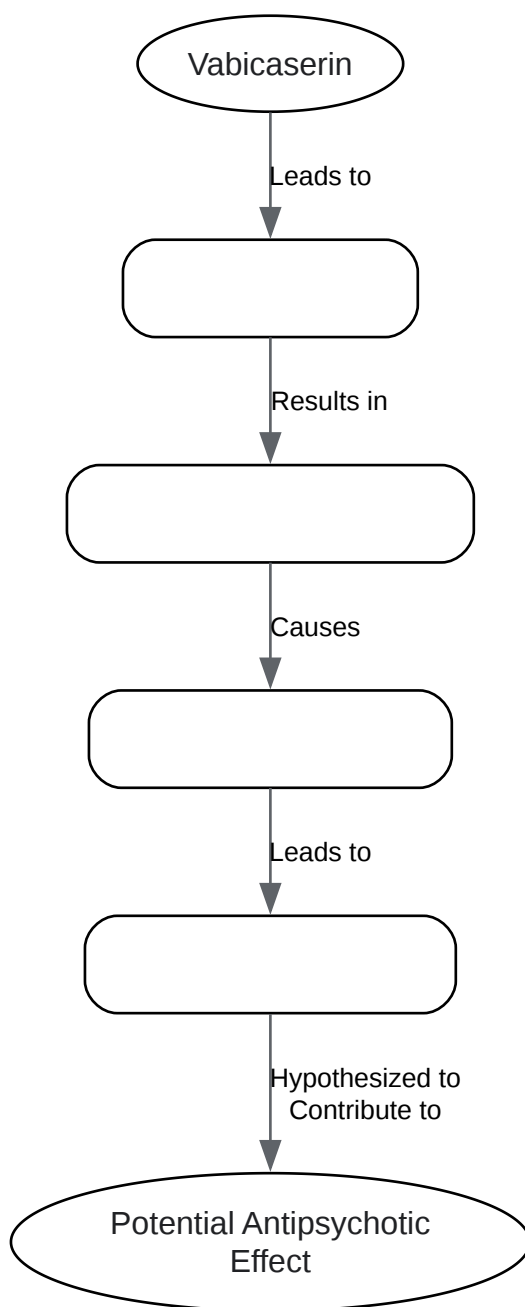 Vabicaserin
Leads to
Results in
Causes
Leads to
Hypothesized to
Contribute to
Potential Antipsychotic
Effect